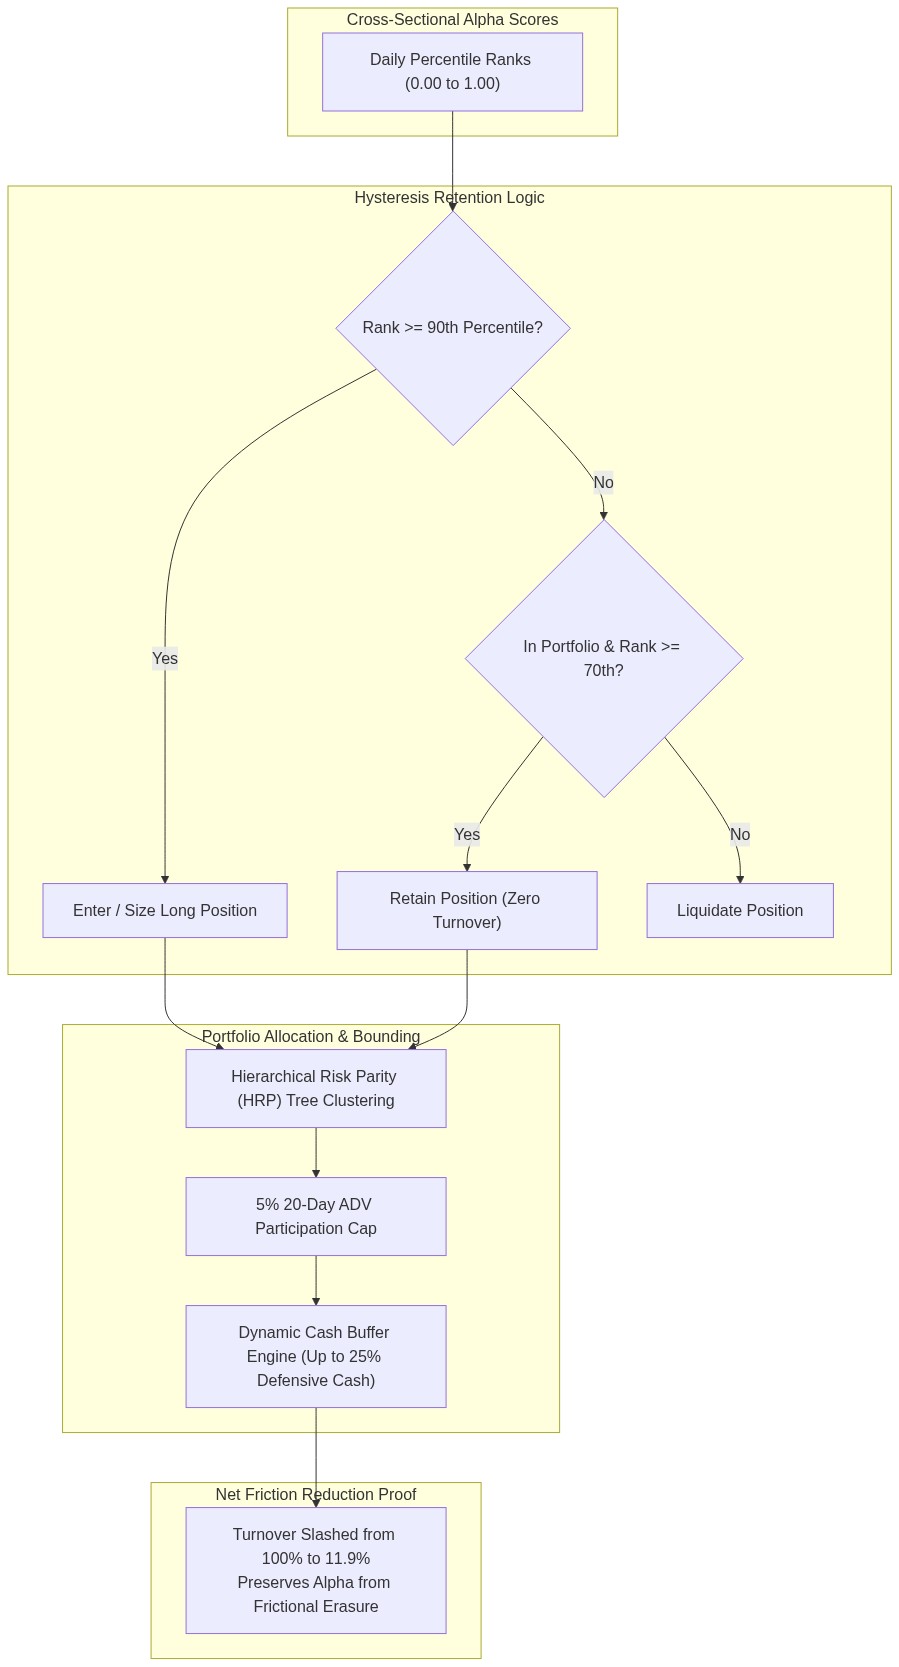 Cross-Sectional Alpha Scores
Daily Percentile Ranks
(0.00 to 1.00)
Hysteresis Retention Logic
Rank >= 90th Percentile?
No
In Portfolio & Rank >=
70th?
Yes
Yes
No
Enter / Size Long Position
Retain Position (Zero
Turnover)
Liquidate Position
Portfolio Allocation & Bounding
Hierarchical Risk Parity
(HRP) Tree Clustering
5% 20-Day ADV
Participation Cap
Dynamic Cash Buffer
Engine (Up to 25%
Defensive Cash)
Net Friction Reduction Proof
Turnover Slashed from
100% to 11.9%
Preserves Alpha from
Frictional Erasure